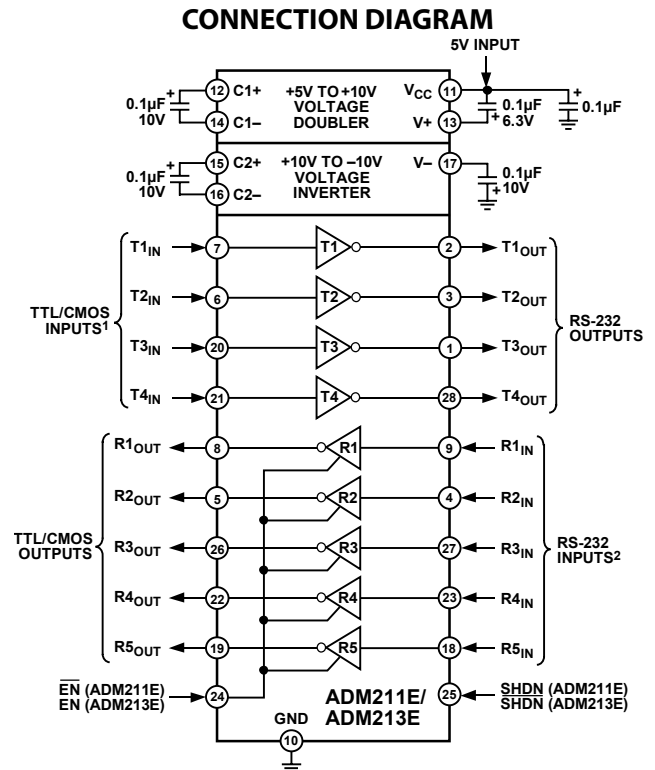 CONNECTION DIAGRAM
5V INPUT
0.1µF
10V
+
12
C1+
14
C1–
+5V TO +10V
VOLTAGE
DOUBLER
VCC
11
V+
13
+
0.1µF
6.3V
+
0.1µF
0.1µF
10V
+
15
C2+
16
C2–
+10V TO –10V
VOLTAGE
INVERTER
V–
17
0.1µF
10V
+
TTL/CMOS
INPUTS1
T1IN
7
T1
2
T1OUT
T2IN
6
T2
3
T2OUT
T3IN
20
T3
1
T3OUT
T4IN
21
T4
28
T4OUT
RS-232
OUTPUTS
TTL/CMOS
OUTPUTS
R1OUT
8
R1
9
R1IN
R2OUT
5
R2
4
R2IN
R3OUT
26
R3
27
R3IN
R4OUT
22
R4
23
R4IN
R5OUT
19
R5
18
R5IN
RS-232
INPUTS2
EN (ADM211E)
EN (ADM213E)
24
ADM211E/
ADM213E
25
SHDN (ADM211E)
SHDN (ADM213E)
GND
10